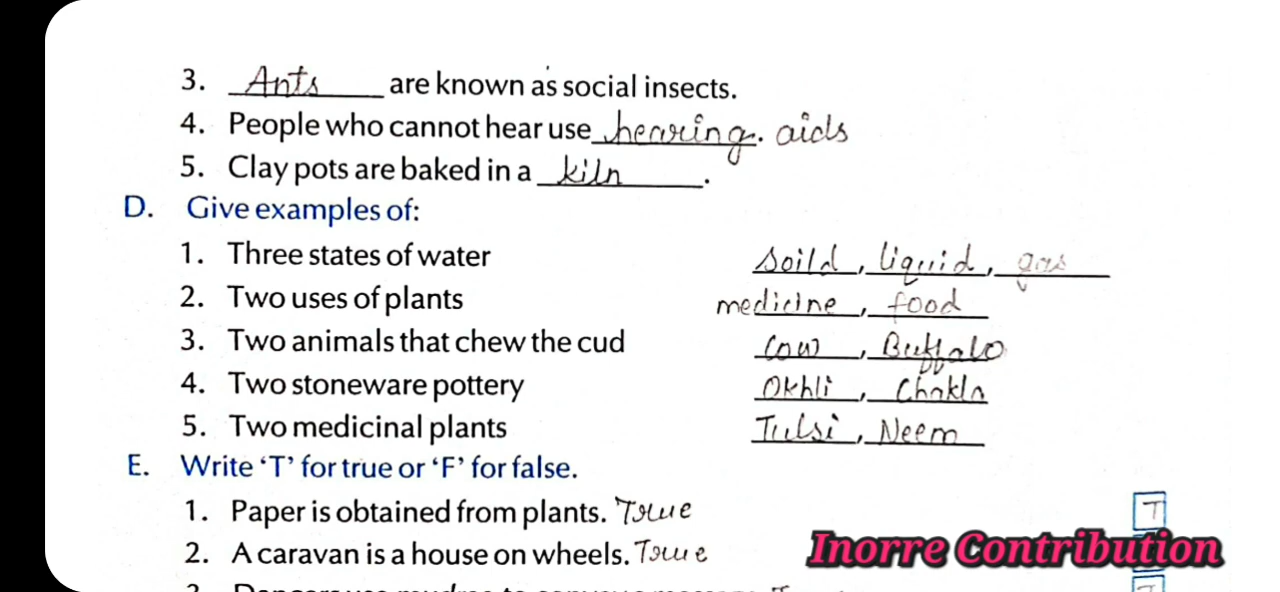 3. Ants are known as social insects.
4. People who cannot hear use hearing. aids
5. Clay pots are baked in a kiln.
D. Give examples of:
1. Three states of water soild, liquid, gas
2. Two uses of plants medicine, food
3. Two animals that chew the cud Cow, Buffalo
4. Two stoneware pottery Okhli, Chakla
5. Two medicinal plants Tulsi, Neem
E. Write ‘T’ for true or ‘F’ for false.
1. Paper is obtained from plants. True T
2. A caravan is a house on wheels. True
Inorre Contribution